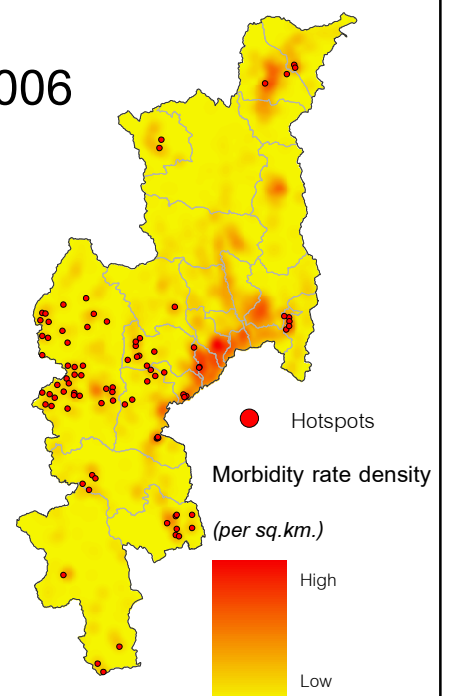 006
Hotspots
Morbidity rate density
(per sq.km.)
High
Low